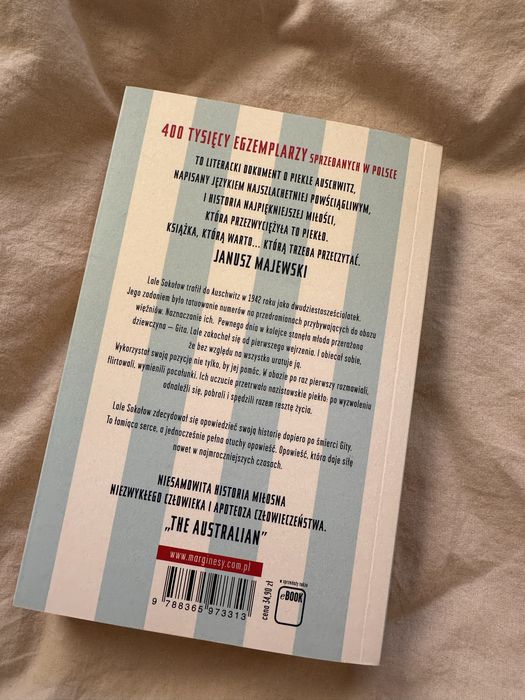 400 TYSIĘCY EGZEMPLARZY SPRZEDANYCH W POLSCE
TO LITERACKI DOKUMENT O PIEKLE AUSCHWITZ,
NAPISANY JĘZYKIEM NAJSZLACHETNIEJ POWŚCIĄGLIWYM,
I HISTORIA NAJPIĘKNIEJSZEJ MIŁOŚCI,
KTÓRA PRZEZWYCIĘŻYŁA TO PIEKŁO.
KSIĄŻKA, KTÓRĄ WARTO... KTÓRĄ TRZEBA PRZECZYTAĆ.
JANUSZ MAJEWSKI
Lale Sokołow trafił do Auschwitz w 1942 roku jako dwudziestosześciolatek.
Jego zadaniem było tatuowanie numerów na przedramionach przybywających do obozu
więźniów. Naznaczanie ich. Pewnego dnia w kolejce stanęła młoda przerażona
dziewczyna – Gita. Lale zakochał się od pierwszego wejrzenia. I obiecał sobie,
że bez względu na wszystko uratuje ją.
Wykorzystał swoją pozycję nie tylko, by jej pomóc. W obozie po raz pierwszy rozmawiali,
flirtowali, wymienili pocałunki. Ich uczucie przetrwało nazistowskie piekło: po wyzwoleniu
odnaleźli się, pobrali i spędzili razem resztę życia.
Lale Sokołow zdecydował się opowiedzieć swoją historię dopiero po śmierci Gity.
To łamiąca serce, a jednocześnie pełna otuchy opowieść. Opowieść, która daje siłę
nawet w najmroczniejszych czasach.
NIESAMOWITA HISTORIA MIŁOSNA
NIEZWYKŁEGO CZŁOWIEKA I APOTEOZA CZŁOWIECZEŃSTWA.
„THE AUSTRALIAN”
www.marginesy.com.pl
9 788365 973313
cena 34,90 zł
w sprzedaży także
eBOOK